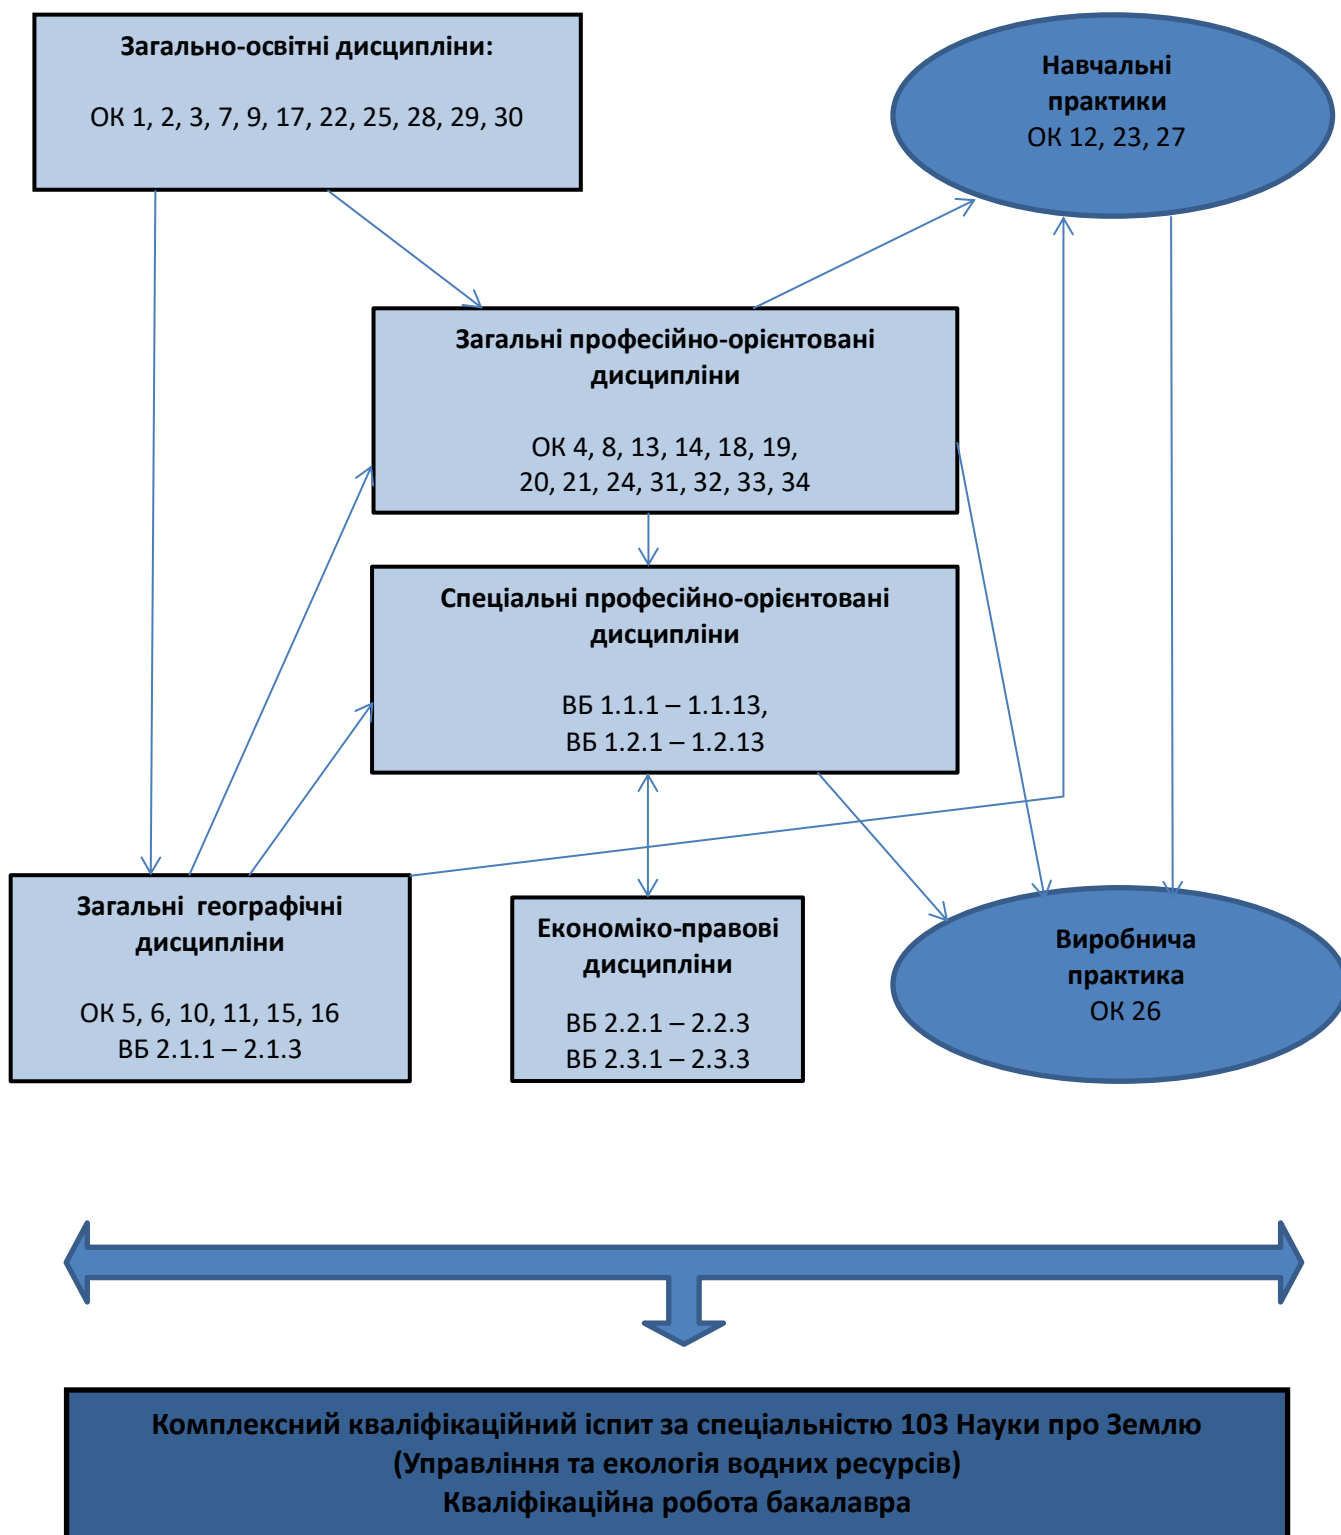 Загально-освітні дисципліни:
ОК 1, 2, 3, 7, 9, 17, 22, 25, 28, 29, 30
Навчальні
практики
ОК 12, 23, 27
Загальні професійно-орієнтовані
дисципліни
ОК 4, 8, 13, 14, 18, 19,
20, 21, 24, 31, 32, 33, 34
Спеціальні професійно-орієнтовані
дисципліни
ВБ 1.1.1 – 1.1.13,
ВБ 1.2.1 – 1.2.13
Загальні географічні
дисципліни
ОК 5, 6, 10, 11, 15, 16
ВБ 2.1.1 – 2.1.3
Економіко-правові
дисципліни
ВБ 2.2.1 – 2.2.3
ВБ 2.3.1 – 2.3.3
Виробнича
практика
ОК 26
Комплексний кваліфікаційний іспит за спеціальністю 103 Науки про Землю
(Управління та екологія водних ресурсів)
Кваліфікаційна робота бакалавра